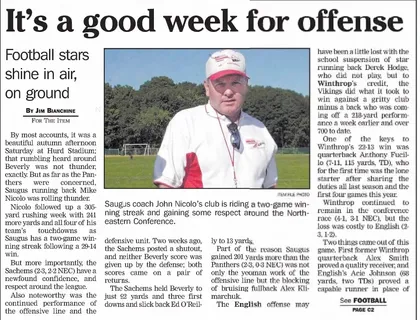 It's a good week for offense
Football stars
shine in air,
on ground
BY JIM BIANCHINE
FOR THE ITEM
By most accounts, it was a
beautiful autumn afternoon
Saturday at Hurd Stadium;
that rumbling heard around
Beverly was not thunder,
exactly. But as far as the Pan-
thers were concerned,
Saugus running back Mike
Nicolo was rolling thunder.
Nicolo followed up a 305-
yard rushing week with 241
more yards and all four of his
team's touchdowns as
Saugus has a two-game win-
ning streak following a 29-14
win.
But more importantly, the
Sachems (2-3, 2-2 NEC) have a
newfound confidence, and
respect around the league.
Also noteworthy was the
continued performance of
the offensive line and the
ITEM FILE PHOTO
Saugus coach John Nicolo's club is riding a two-game win-
ning streak and gaining some respect around the North-
eastern Conference.
defensive unit. Two weeks ago,
the Sachems posted a shutout,
and neither Beverly score was
given up by the defense; both
scores came on a pair of
returns.
The Sachems held Beverly to
just 22 yards and three first
downs and slick back Ed O'Reil-
ly to 13 yards.
Part of the reason Saugus
gained 201 yards more than the
Panthers (2-3, 0-3 NEC) was not
only the yeoman work of the
offensive line but the blocking
of bruising fullback Alex Kli-
marchuk.
The English offense may
have been a little lost with the
school suspension of star
running back Derek Hodge,
who did not play, but to
Winthrop's credit, the
Vikings did what it took to
win against a gritty club
minus a back who was com-
ing off a 218-yard perform-
ance a week earlier and over
700 to date.
One of the keys to
Winthrop's 22-13 win was
quarterback Anthony Fucil-
lo (7-11, 115 yards, TD), who
for the first time was the lone
starter after sharing the
duties all last season and the
first four games this year.
Winthrop continued to
remain in the conference
race (4-1, 3-1 NEC), but the
loss was costly to English (2-
3, 1-2).
Two things came out of this
game. First former Winthrop
quarterback Alex Smith
proved a quality receiver, and
English's Arie Jackson (68
yards, two TDs) proved a
capable runner in place of
See FOOTBALL
PAGE C2